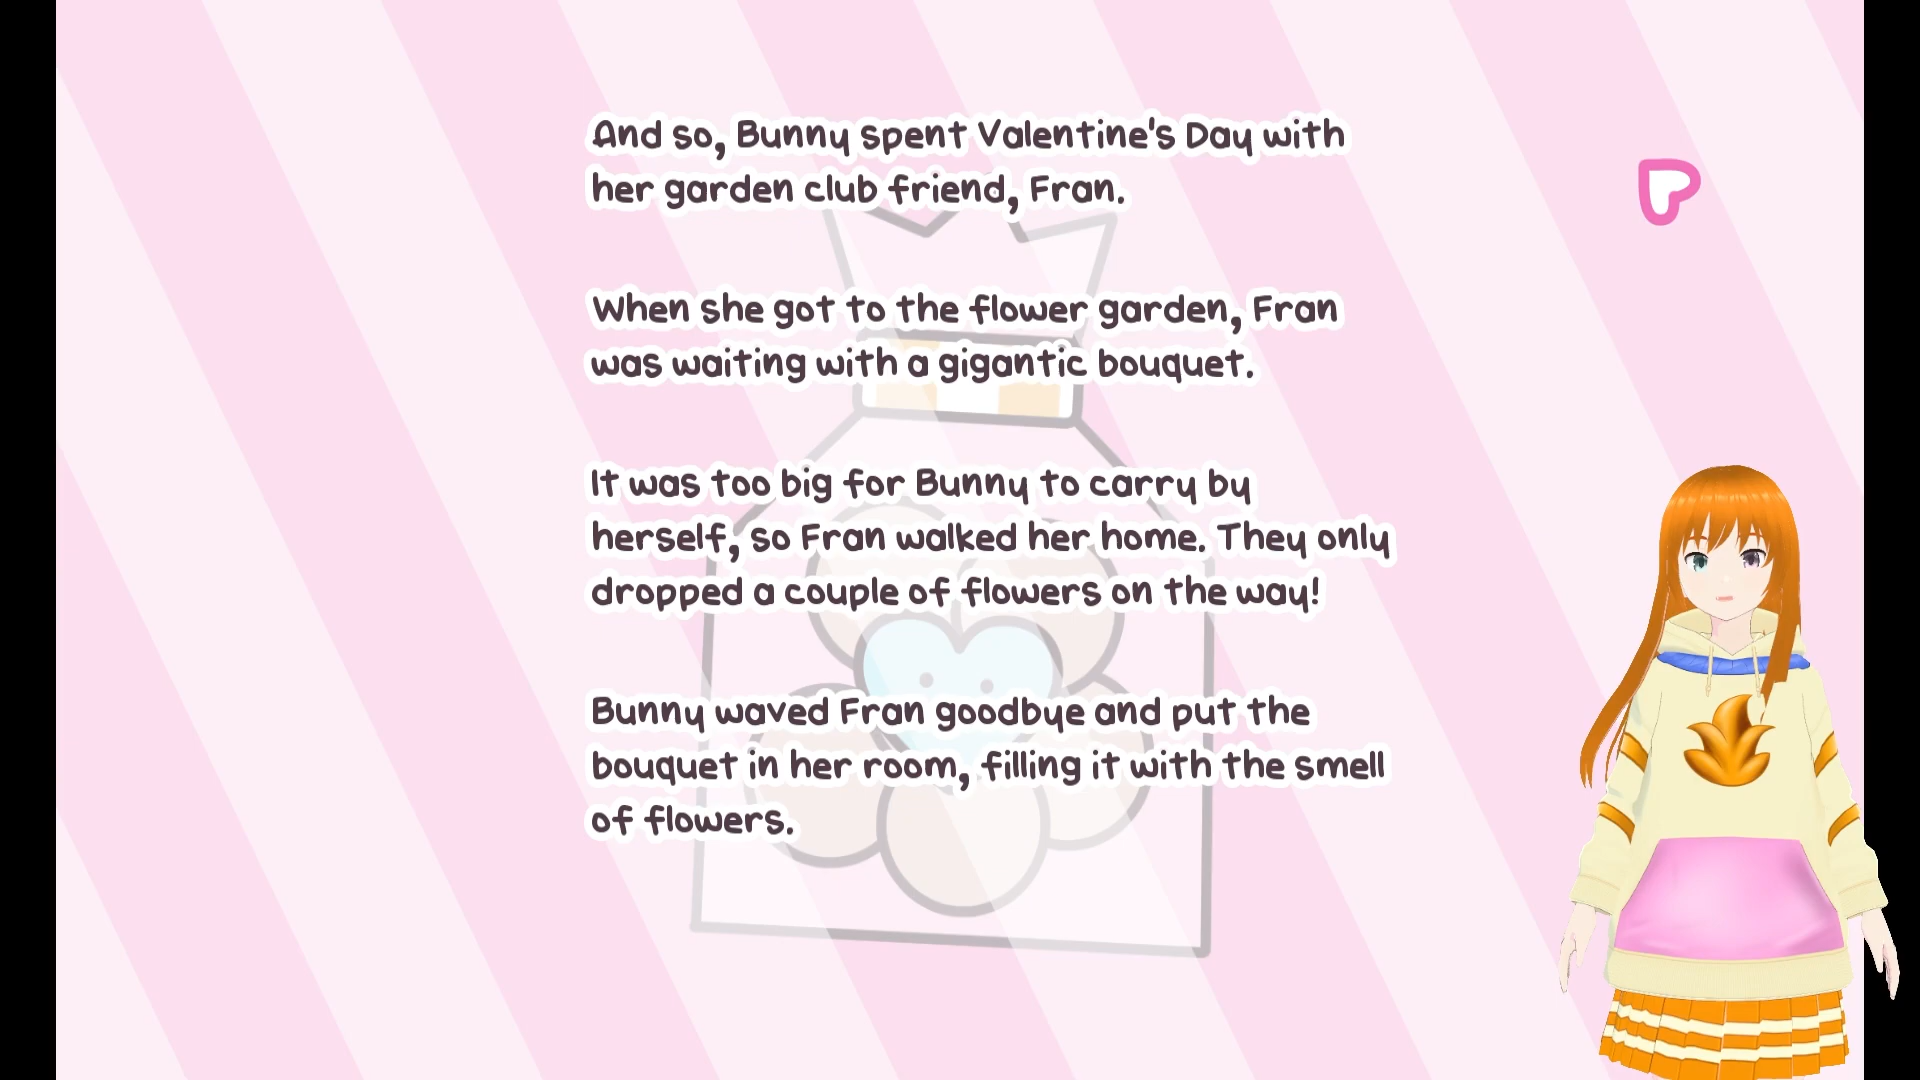 And so, Bunny spent Valentine's Day with
her garden club friend, Fran.
When she got to the flower garden, Fran
was waiting with a gigantic bouquet.
It was too big for Bunny to carry by
herself, so Fran walked her home. They only
dropped a couple of flowers on the way!
Bunny waved Fran goodbye and put the
bouquet in her room, filling it with the smell
of flowers.